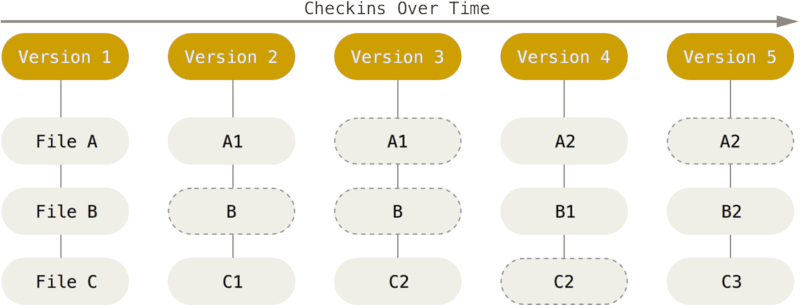 Checkins Over Time
Version 1 Version 2 Version 3 Version 4 Version 5
File A A1 A1 A2 A2
File B B B B1 B2
File C C1 C2 C2 C3